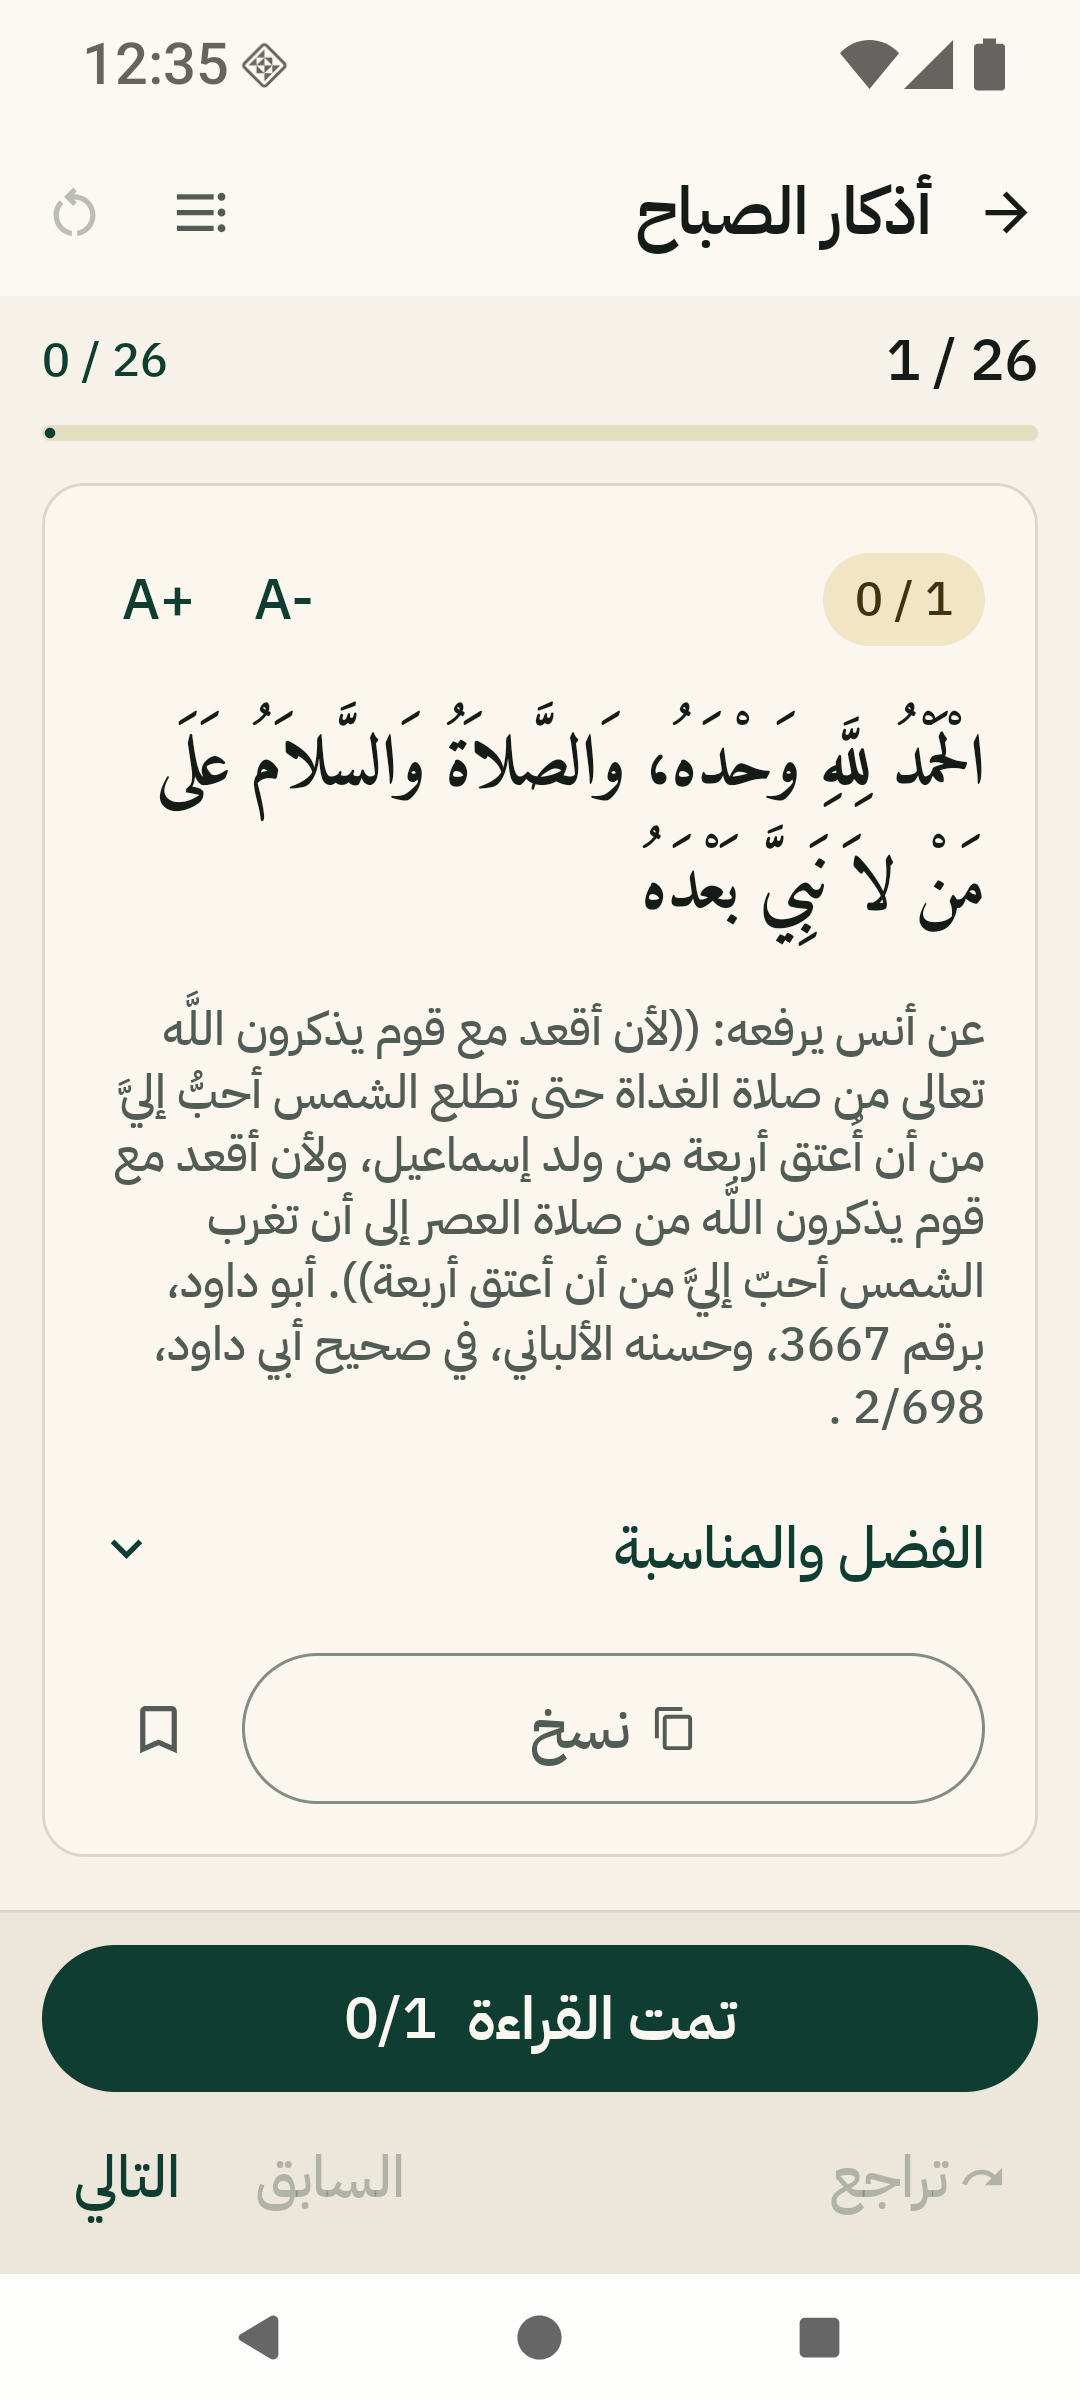 12:35
أذكار الصباح
1 / 26
0 / 26
0 / 1
A-
A+
الْحَمْدُ لِلَّهِ وَحْدَهُ، وَالصَّلاَةُ وَالسَّلاَمُ عَلَى
مَنْ لاَ نَبِيَّ بَعْدَهُ
عن أنس يرفعه: ((لأن أقعد مع قوم يذكرون اللَّه
تعالى من صلاة الغداة حتى تطلع الشمس أحبُّ إليَّ
من أن أُعتق أربعة من ولد إسماعيل، ولأن أقعد مع
قوم يذكرون اللَّه من صلاة العصر إلى أن تغرب
الشمس أحبّ إليَّ من أن أعتق أربعة)). أبو داود،
برقم 3667، وحسنه الألباني، في صحيح أبي داود،
2/698 .
الفضل والمناسبة
نسخ
تمت القراءة 0/1
تراجع
السابق
التالي